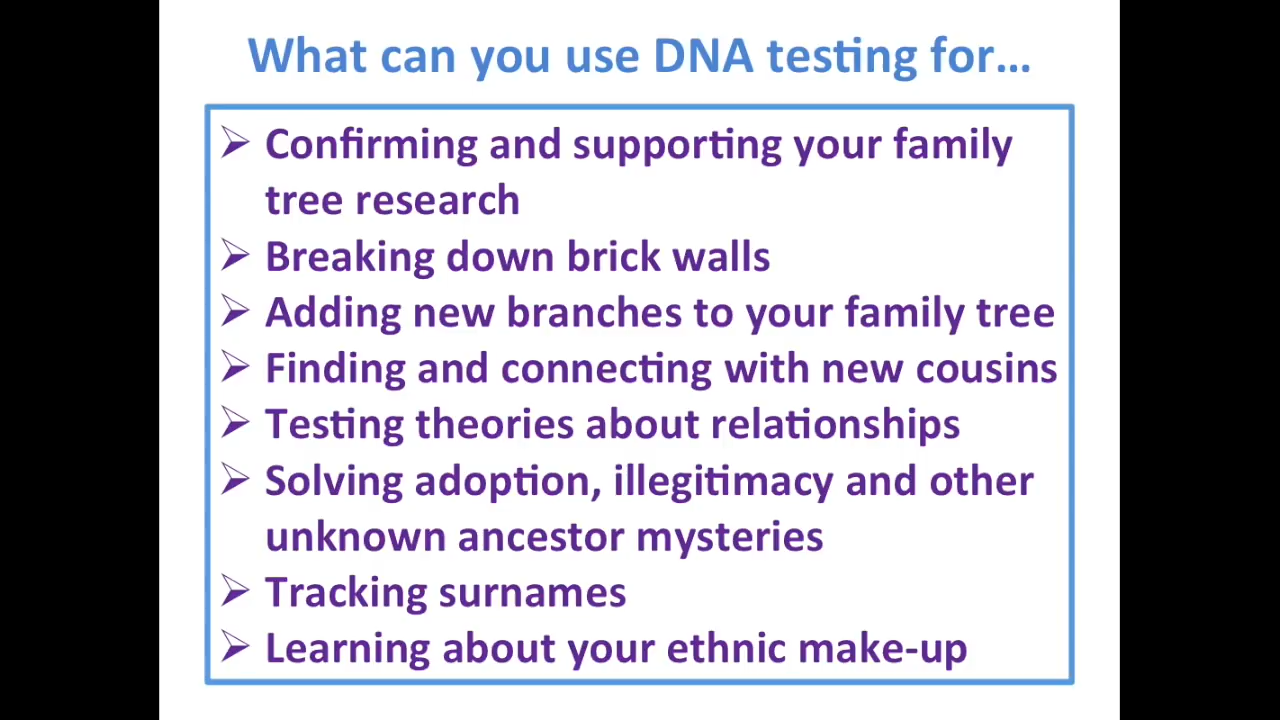 What can you use DNA testing for...
➢ Confirming and supporting your family
tree research
➢ Breaking down brick walls
➢ Adding new branches to your family tree
➢ Finding and connecting with new cousins
➢ Testing theories about relationships
➢ Solving adoption, illegitimacy and other
unknown ancestor mysteries
➢ Tracking surnames
➢ Learning about your ethnic make-up